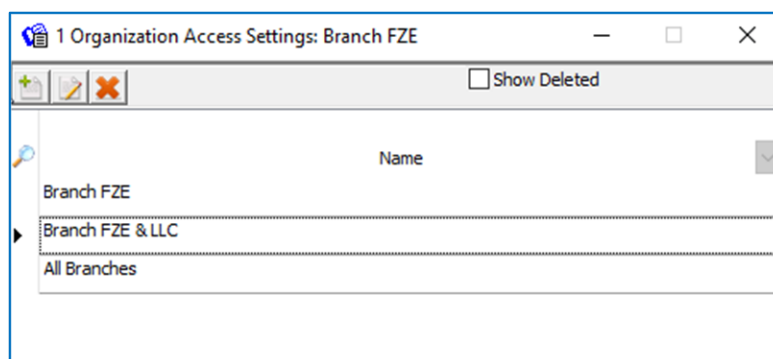 1 Organization Access Settings: Branch FZE
Show Deleted
Name
Branch FZE
Branch FZE & LLC
All Branches